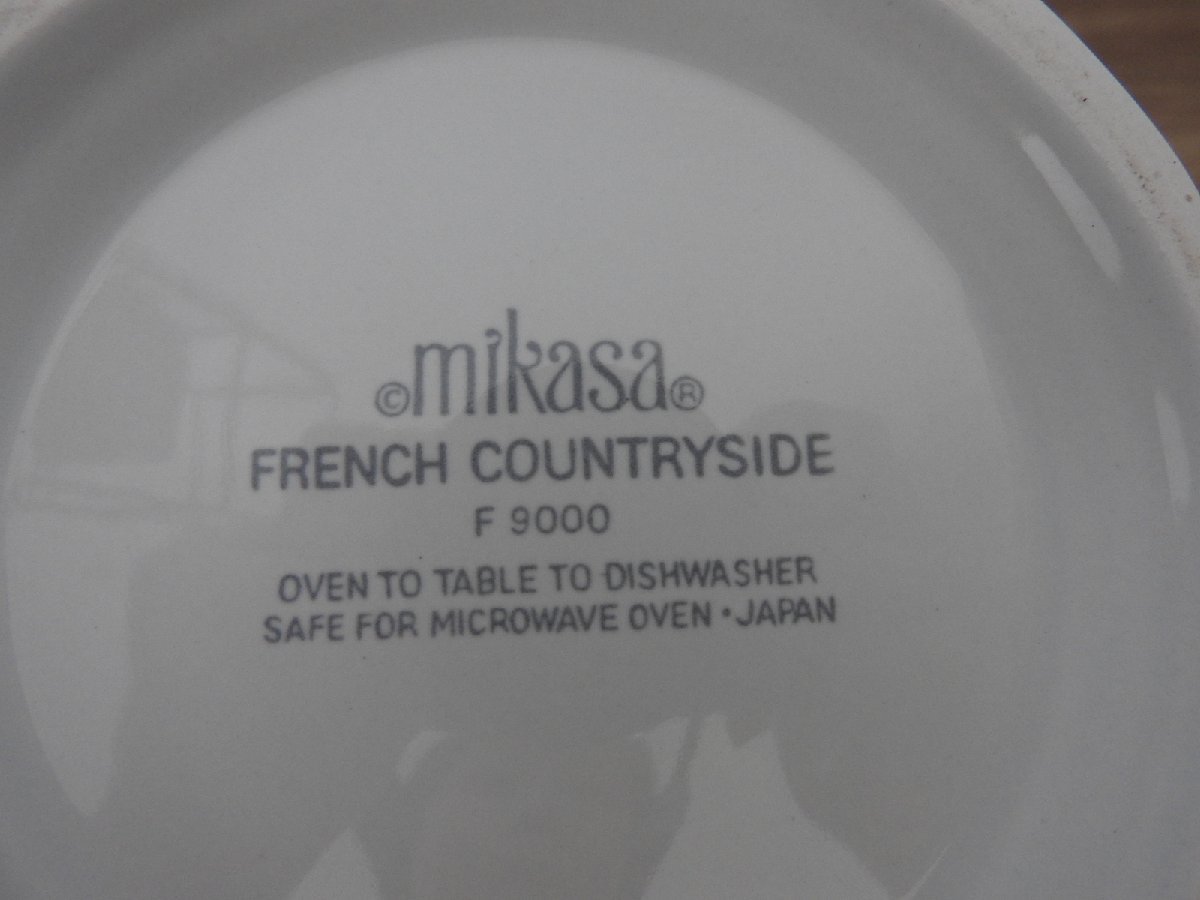 ©mikasa®
FRENCH COUNTRYSIDE
F 9000
OVEN TO TABLE TO DISHWASHER
SAFE FOR MICROWAVE OVEN • JAPAN